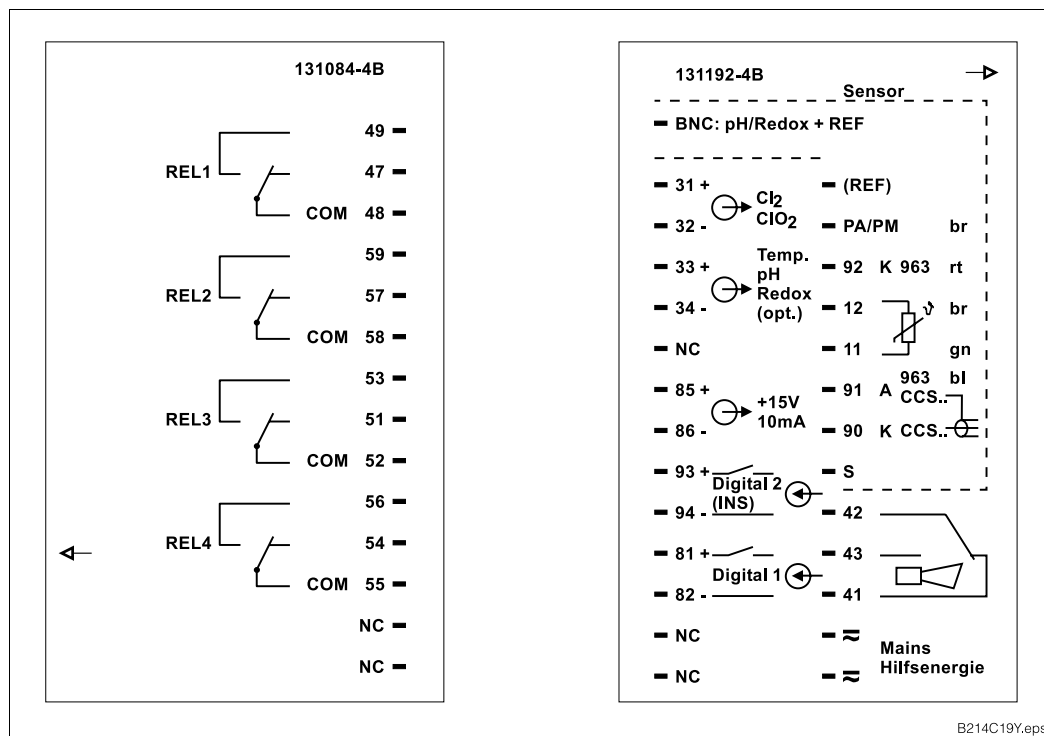 131084-4B
49
REL1 47
COM 48
59
REL2 57
COM 58
53
REL3 51
COM 52
56
REL4 54
COM 55
NC
NC
131192-4B
Sensor
BNC: pH/Redox + REF
31 +
Cl2
32 -
ClO2
33 +
Temp.
pH
34 -
Redox
(opt.)
NC
85 +
+15V
86 -
10mA
93 +
Digital 2
94 -
(INS)
81 +
Digital 1
82 -
NC
NC
(REF)
PA/PM br
92 K 963 rt
12 br
11 gn
963 bl
91 A CCS..
90 K CCS..
S
42
43
41
≂ Mains
≂ Hilfsenergie
B214C19Y.eps